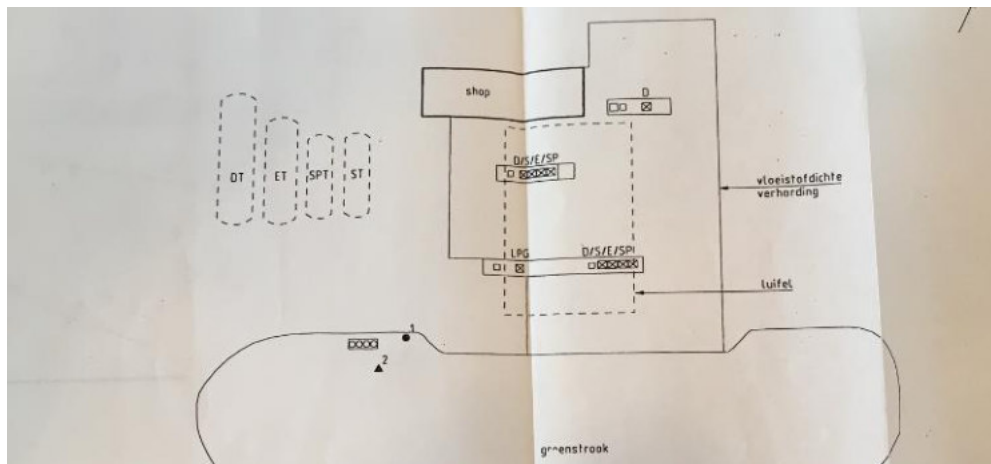 shop
D
DT
ET
SPT
ST
D/S/E/SP
vloeistofdichte
verharding
LPG
D/S/E/SP
luifel
1
2
groenstrook